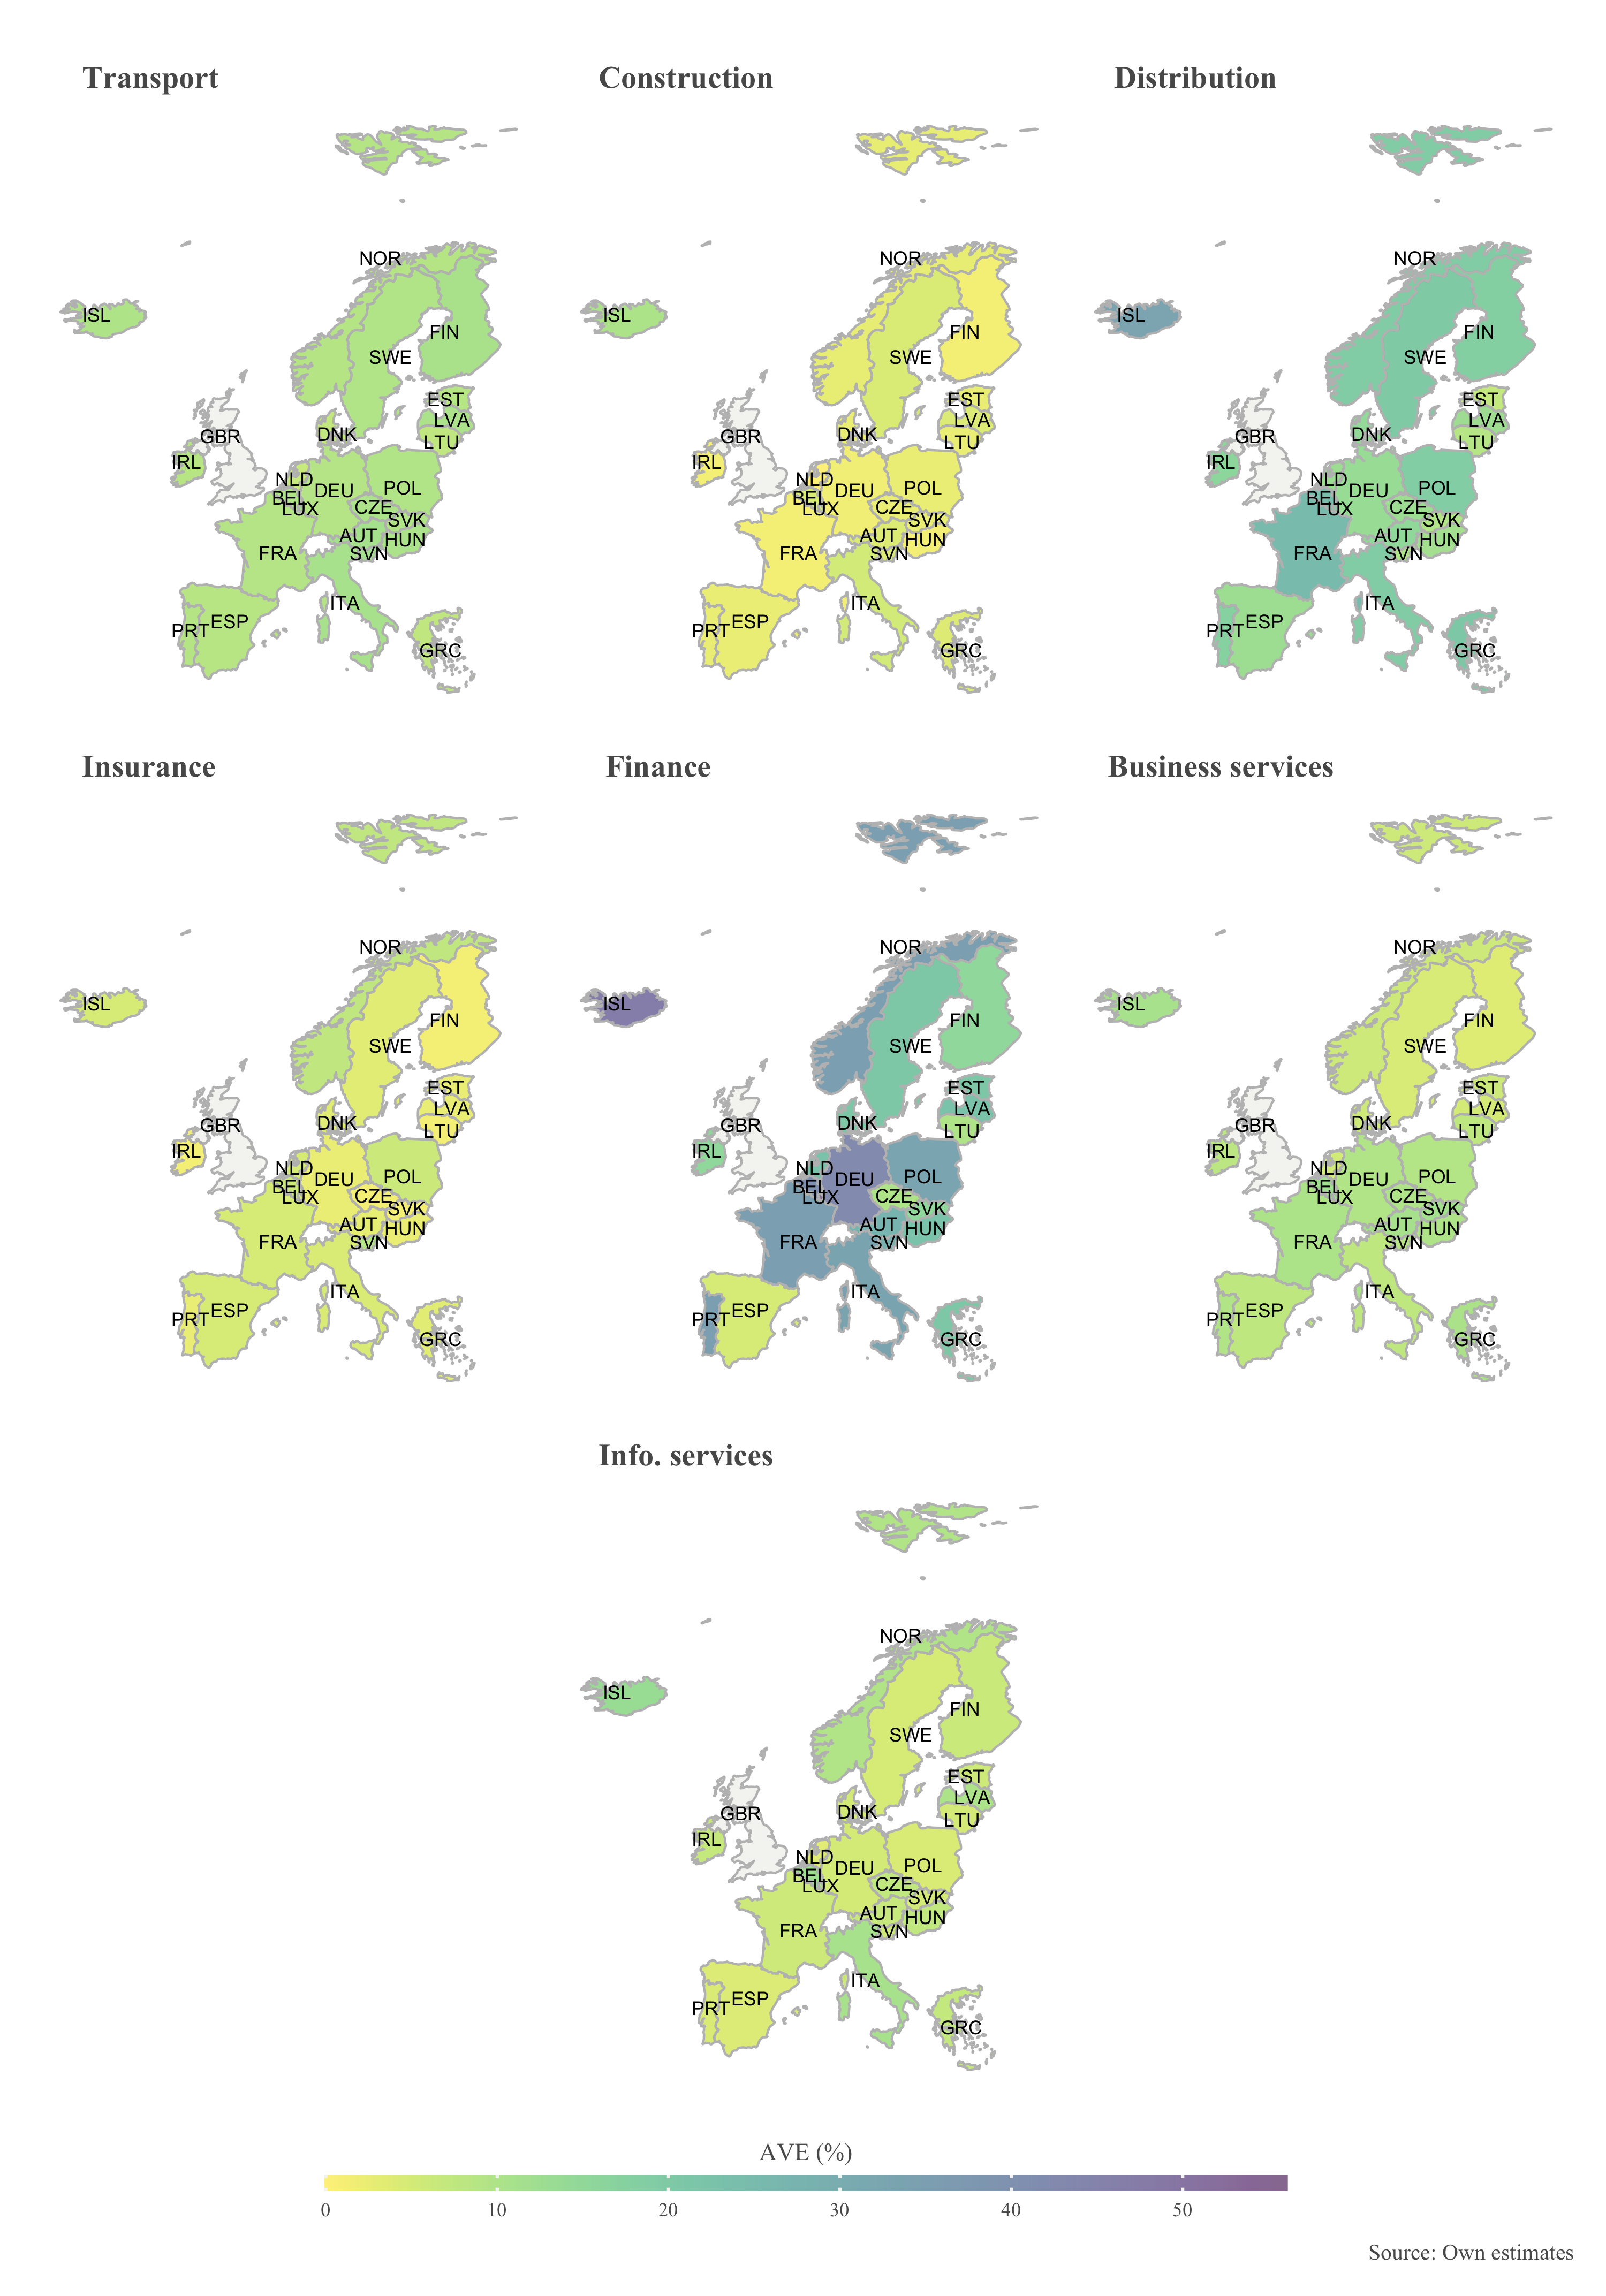 Transport
Construction
Distribution
NOR
NOR
NOR
ISL
ISL
ISL
FIN
FIN
FIN
SWE
SWE
SWE
EST
EST
EST
LVA
LVA
LVA
DNK
DNK
DNK
LTU
LTU
LTU
GBR
GBR
GBR
IRL
IRL
IRL
NLD
NLD
NLD
DEU
DEU
DEU
POL
POL
POL
BEL
BEL
BEL
LUX
LUX
LUX
CZE
CZE
CZE
SVK
SVK
SVK
AUT
AUT
AUT
HUN
HUN
HUN
FRA
FRA
FRA
SVN
SVN
SVN
ITA
ITA
ITA
PRT
PRT
PRT
ESP
ESP
ESP
GRC
GRC
GRC
Insurance
Finance
Business services
NOR
NOR
NOR
ISL
ISL
ISL
FIN
FIN
FIN
SWE
SWE
SWE
EST
EST
EST
LVA
LVA
LVA
DNK
DNK
DNK
LTU
LTU
LTU
GBR
GBR
GBR
IRL
IRL
IRL
NLD
NLD
NLD
DEU
DEU
DEU
POL
POL
POL
BEL
BEL
BEL
LUX
LUX
LUX
CZE
CZE
CZE
SVK
SVK
SVK
AUT
AUT
AUT
HUN
HUN
HUN
FRA
FRA
FRA
SVN
SVN
SVN
ITA
ITA
ITA
PRT
PRT
PRT
ESP
ESP
ESP
GRC
GRC
GRC
Info. services
NOR
ISL
FIN
SWE
EST
LVA
DNK
LTU
GBR
IRL
NLD
DEU
POL
BEL
LUX
CZE
SVK
AUT
HUN
FRA
SVN
ITA
PRT
ESP
GRC
AVE (%)
0 10 20 30 40 50
Source: Own estimates